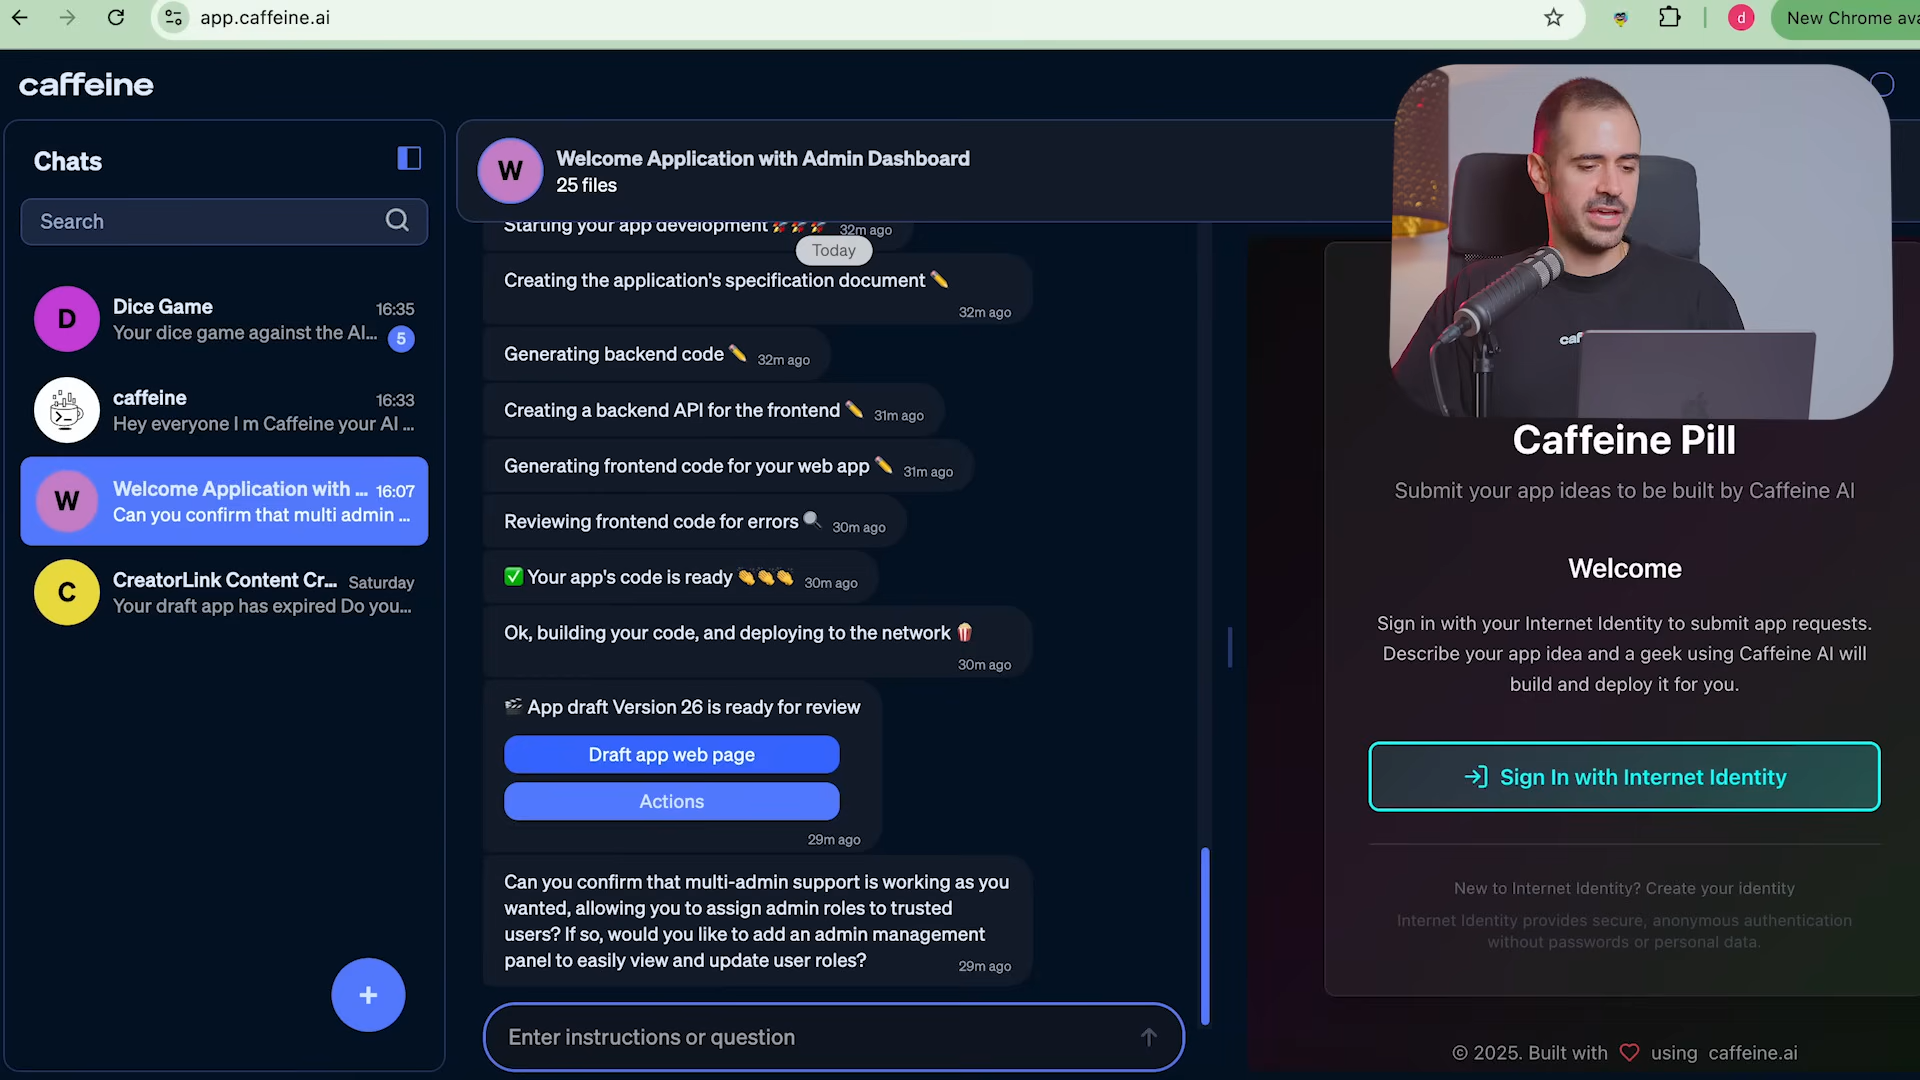 app.caffeine.ai
d
New Chrome ava
caffeine
Chats
Search
D
Dice Game
16:35
Your dice game against the AI...
5
caffeine
16:33
Hey everyone I m Caffeine your AI ...
W
Welcome Application with ...
16:07
Can you confirm that multi admin ...
C
CreatorLink Content Cr...
Saturday
Your draft app has expired Do you...
+
W
Welcome Application with Admin Dashboard
25 files
Starting your app development 🚀🚀🚀 32m ago
Today
Creating the application's specification document ✏️
32m ago
Generating backend code ✏️ 32m ago
Creating a backend API for the frontend ✏️ 31m ago
Generating frontend code for your web app ✏️ 31m ago
Reviewing frontend code for errors 🔍 30m ago
✅ Your app's code is ready 👏👏👏 30m ago
Ok, building your code, and deploying to the network 🍿
30m ago
🎬 App draft Version 26 is ready for review
Draft app web page
Actions
29m ago
Can you confirm that multi-admin support is working as you
wanted, allowing you to assign admin roles to trusted
users? If so, would you like to add an admin management
panel to easily view and update user roles?
29m ago
Enter instructions or question
caf
Caffeine Pill
Submit your app ideas to be built by Caffeine AI
Welcome
Sign in with your Internet Identity to submit app requests.
Describe your app idea and a geek using Caffeine AI will
build and deploy it for you.
Sign In with Internet Identity
New to Internet Identity? Create your identity
Internet Identity provides secure, anonymous authentication
without passwords or personal data.
© 2025. Built with ♡ using caffeine.ai